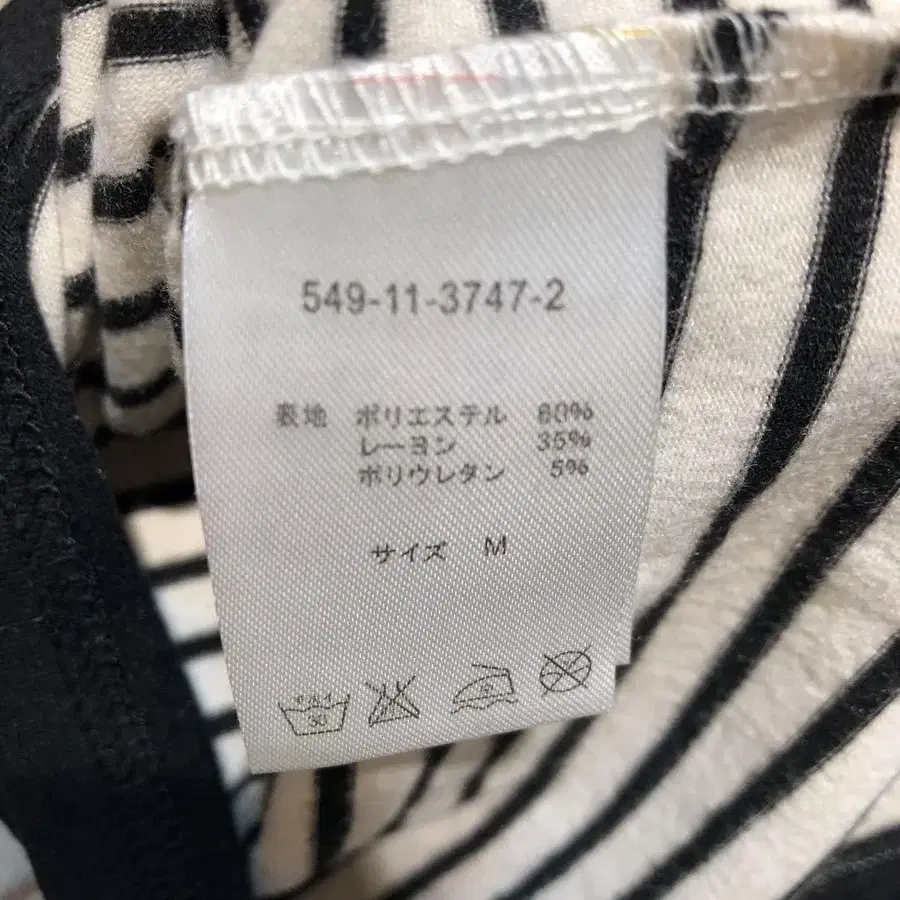 549-11-3747-2
表地 ポリエステル 60%
レーヨン 35%
ポリウレタン 5%
サイズ M
30